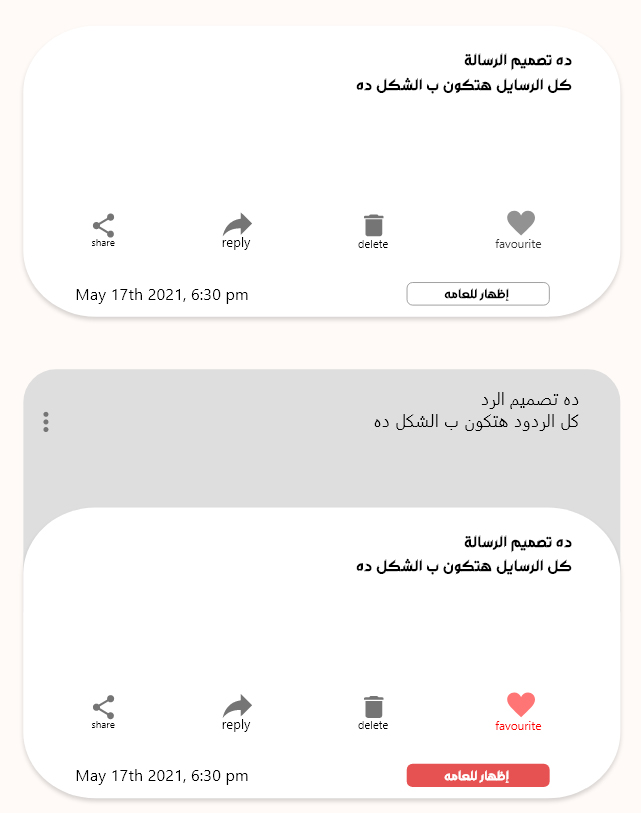 ده تصميم الرسالة
كل الرسايل هتكون ب الشكل ده
share
reply
delete
favourite
May 17th 2021, 6:30 pm
إظهار للعامه
ده تصميم الرد
كل الردود هتكون ب الشكل ده
ده تصميم الرسالة
كل الرسايل هتكون ب الشكل ده
share
reply
delete
favourite
May 17th 2021, 6:30 pm
إظهار للعامه